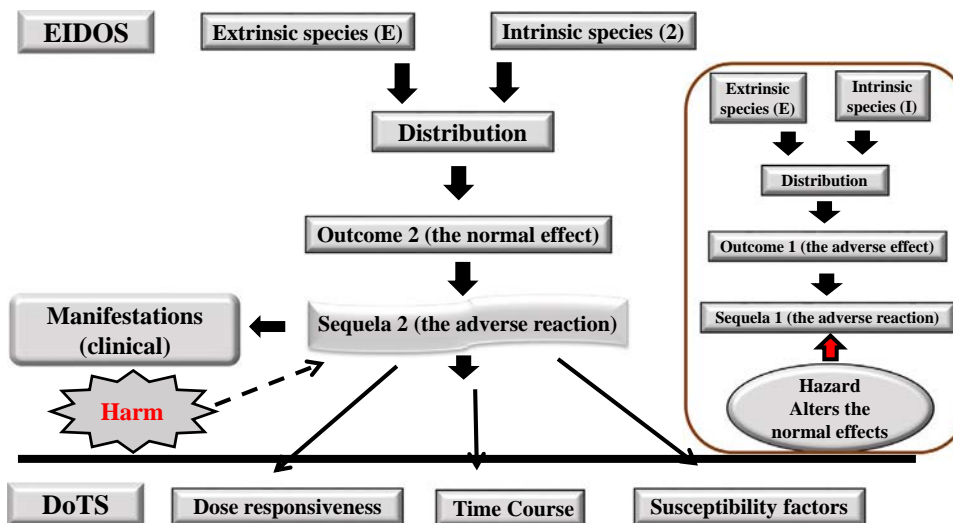 EIDOS
Extrinsic species (E)
Intrinsic species (2)
Distribution
Outcome 2 (the normal effect)
Sequela 2 (the adverse reaction)
Manifestations
(clinical)
Harm
Extrinsic
species (E)
Intrinsic
species (I)
Distribution
Outcome 1 (the adverse effect)
Sequela 1 (the adverse reaction)
Hazard
Alters the
normal effects
DoTS
Dose responsiveness
Time Course
Susceptibility factors